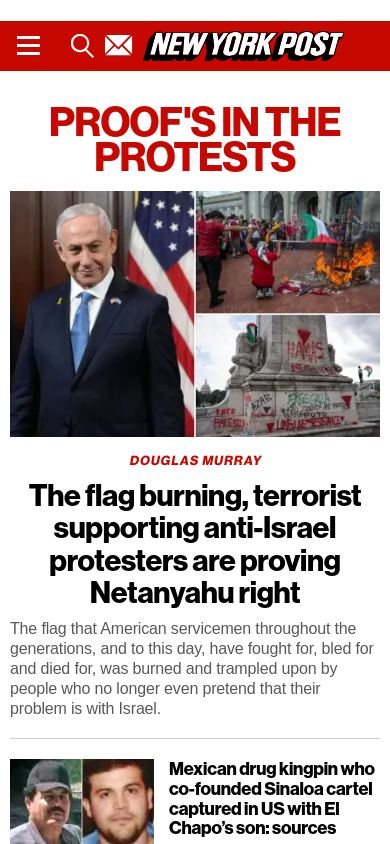 NEW YORK POST
PROOF'S IN THE
PROTESTS
HAMAS
DOUGLAS MURRAY
The flag burning, terrorist
supporting anti-Israel
protesters are proving
Netanyahu right
The flag that American servicemen throughout the
generations, and to this day, have fought for, bled for
and died for, was burned and trampled upon by
people who no longer even pretend that their
problem is with Israel.
Mexican drug kingpin who
co-founded Sinaloa cartel
captured in US with El
Chapo’s son: sources